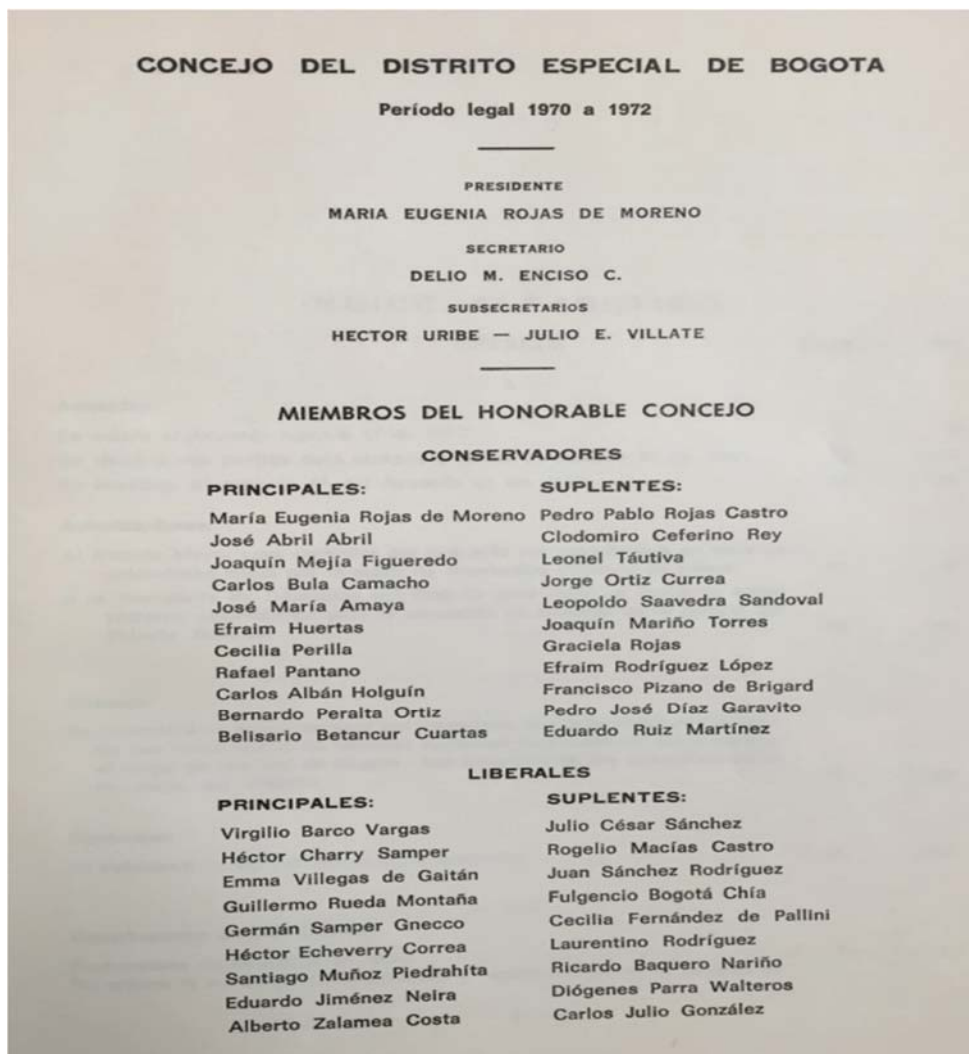 CONCEJO DEL DISTRITO ESPECIAL DE BOGOTA
Período legal 1970 a 1972
PRESIDENTE
MARIA EUGENIA ROJAS DE MORENO
SECRETARIO
DELIO M. ENCISO C.
SUBSECRETARIOS
HECTOR URIBE — JULIO E. VILLATE
MIEMBROS DEL HONORABLE CONCEJO
CONSERVADORES
PRINCIPALES: SUPLENTES:
María Eugenia Rojas de Moreno Pedro Pablo Rojas Castro
José Abril Abril Clodomiro Ceferino Rey
Joaquín Mejía Figueredo Leonel Táutiva
Carlos Bula Camacho Jorge Ortiz Currea
José María Amaya Leopoldo Saavedra Sandoval
Efraim Huertas Joaquín Mariño Torres
Cecilia Perilla Graciela Rojas
Rafael Pantano Efraim Rodríguez López
Carlos Albán Holguín Francisco Pizano de Brigard
Bernardo Peralta Ortiz Pedro José Díaz Garavito
Belisario Betancur Cuartas Eduardo Ruiz Martínez
LIBERALES
PRINCIPALES: SUPLENTES:
Virgilio Barco Vargas Julio César Sánchez
Héctor Charry Samper Rogelio Macías Castro
Emma Villegas de Gaitán Juan Sánchez Rodríguez
Guillermo Rueda Montaña Fulgencio Bogotá Chía
Germán Samper Gnecco Cecilia Fernández de Pallini
Héctor Echeverry Correa Laurentino Rodríguez
Santiago Muñoz Piedrahíta Ricardo Baquero Nariño
Eduardo Jiménez Neira Diógenes Parra Walteros
Alberto Zalamea Costa Carlos Julio González